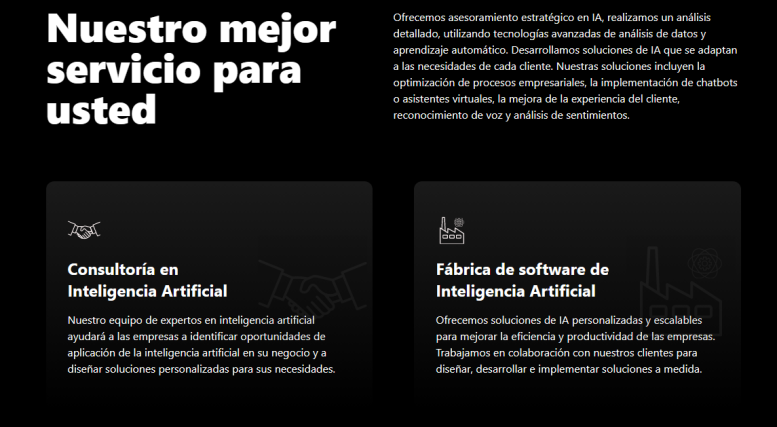 Nuestro mejor
servicio para
usted
Ofrecemos asesoramiento estratégico en IA, realizamos un análisis
detallado, utilizando tecnologías avanzadas de análisis de datos y
aprendizaje automático. Desarrollamos soluciones de IA que se adaptan
a las necesidades de cada cliente. Nuestras soluciones incluyen la
optimización de procesos empresariales, la implementación de chatbots
o asistentes virtuales, la mejora de la experiencia del cliente,
reconocimiento de voz y análisis de sentimientos.
Consultoría en
Inteligencia Artificial
Nuestro equipo de expertos en inteligencia artificial
ayudará a las empresas a identificar oportunidades de
aplicación de la inteligencia artificial en su negocio y a
diseñar soluciones personalizadas para sus necesidades.
Fábrica de software de
Inteligencia Artificial
Ofrecemos soluciones de IA personalizadas y escalables
para mejorar la eficiencia y productividad de las empresas.
Trabajamos en colaboración con nuestros clientes para
diseñar, desarrollar e implementar soluciones a medida.